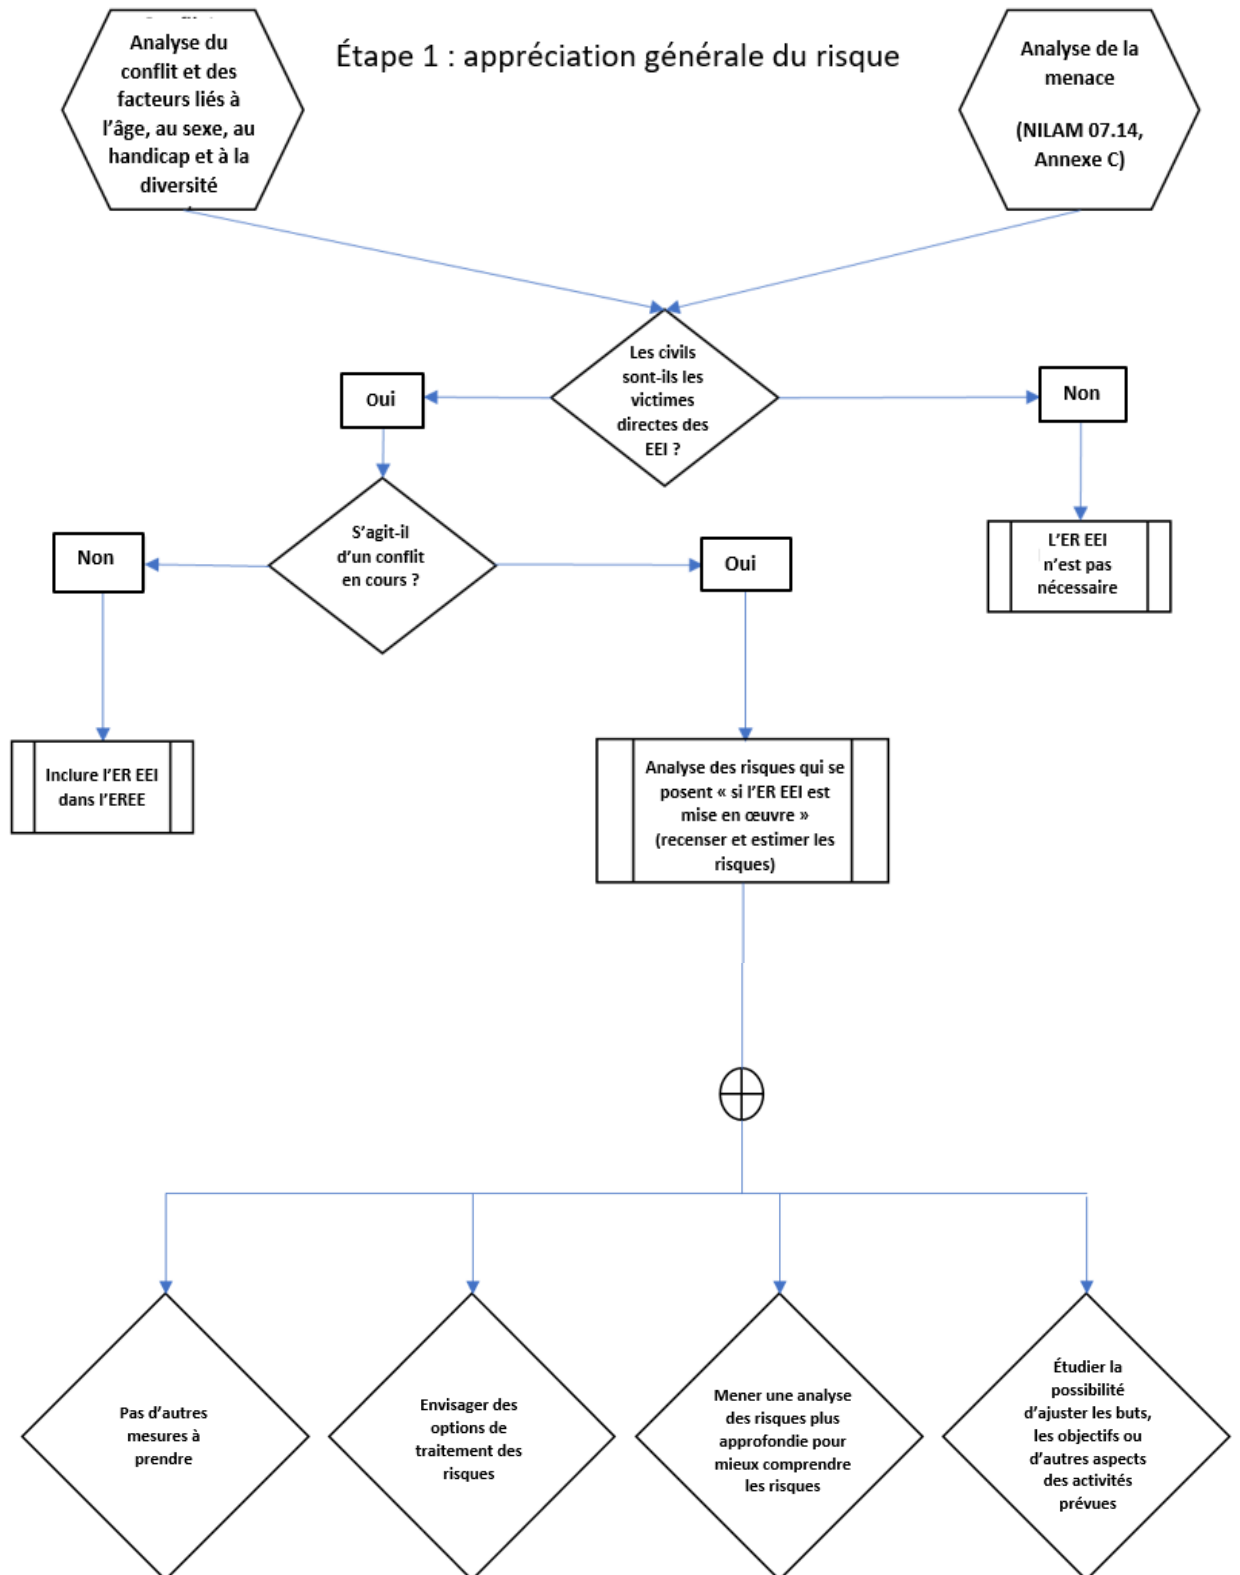 Étape 1 : appréciation générale du risque
Analyse du
conflit et des
facteurs liés à
l’âge, au sexe, au
handicap et à la
diversité
Analyse de la
menace
(NILAM 07.14,
Annexe C)
Les civils
sont-ils les
victimes
directes des
EEI ?
Oui
Non
S’agit-il
d’un conflit
en cours ?
L’ER EEI
n’est pas
nécessaire
Non
Oui
Inclure l’ER EEI
dans l’EREE
Analyse des risques qui se
posent « si l’ER EEI est
mise en œuvre »
(recenser et estimer les
risques)
Pas d’autres
mesures à
prendre
Envisager des
options de
traitement des
risques
Mener une analyse
des risques plus
approfondie pour
mieux comprendre
les risques
Étudier la
possibilité
d’ajuster les buts,
les objectifs ou
d’autres aspects
des activités
prévues